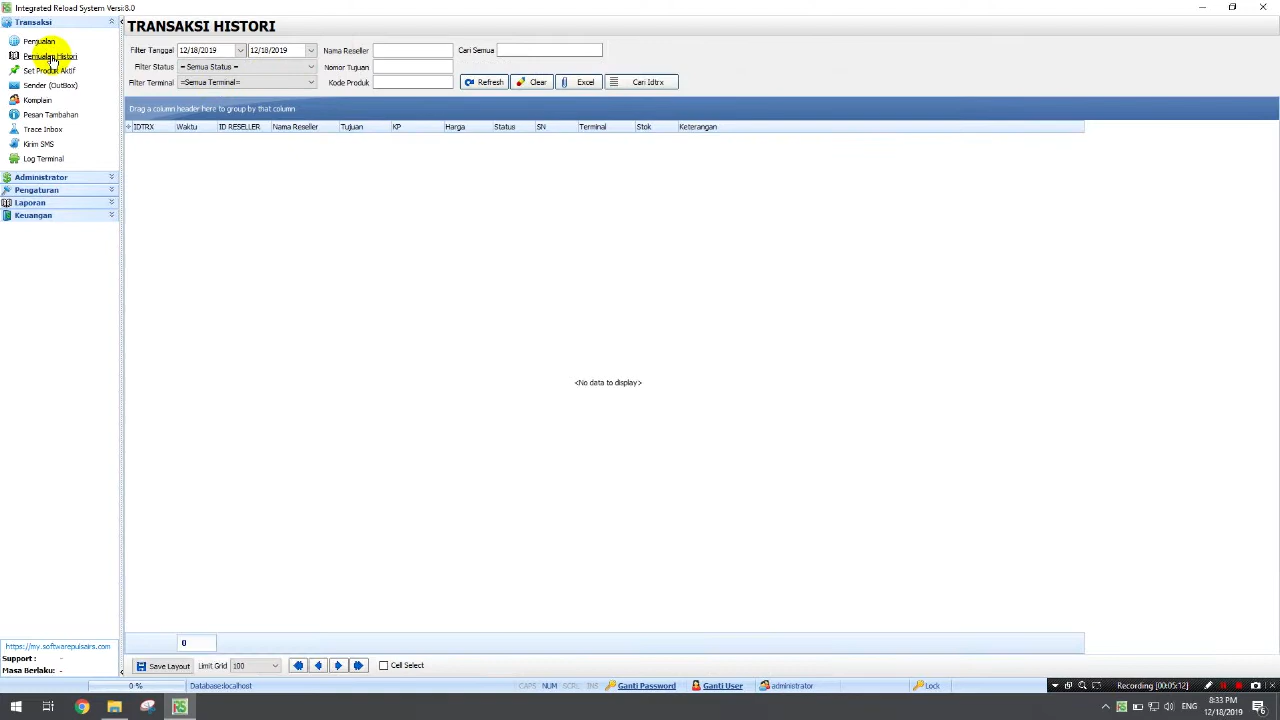 Integrated Reload System Versi:8.0
Transaksi
Penjualan
Penjualan Histori
Set Produk Aktif
Sender (OutBox)
Komplain
Pesan Tambahan
Trace Inbox
Kirim SMS
Log Terminal
Administrator
Pengaturan
Laporan
Keuangan
https://my.softwarepulsairs.com
Support : -
Masa Berlaku: -
TRANSAKSI HISTORI
Filter Tanggal 12/18/2019 12/18/2019 Nama Reseller Cari Semua
Filter Status = Semua Status = Nomor Tujuan
Filter Terminal =Semua Terminal= Kode Produk Refresh Clear Excel Cari Idtrx
Drag a column header here to group by that column
IDTRX Waktu ID RESELLER Nama Reseller Tujuan KP Harga Status SN Terminal Stok Keterangan
<No data to display>
0
Save Layout Limit Grid 100 Cell Select
0 % Database:localhost CAPS NUM SCRL INS Ganti Password Ganti User administrator Lock Recording [00:05:12]
ENG 8:33 PM
12/18/2019 6